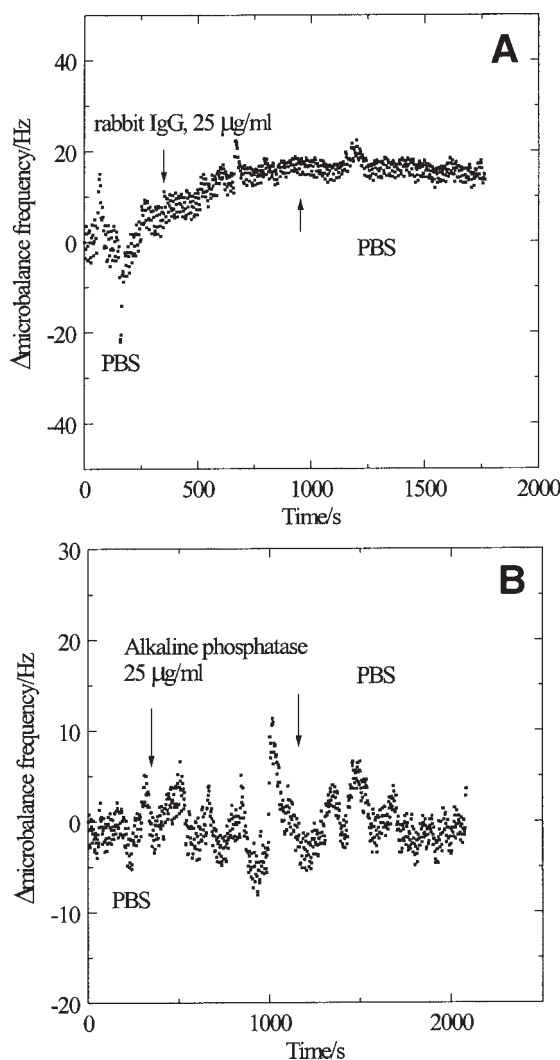 A
40
20
0
-20
-40
Δmicrobalance frequency/Hz
rabbit IgG, 25 μg/ml
PBS
PBS
0 500 1000 1500 2000
Time/s
B
30
20
10
0
-10
-20
Δmicrobalance frequency/Hz
Alkaline phosphatase
25 μg/ml
PBS
PBS
0 1000 2000
Time/s